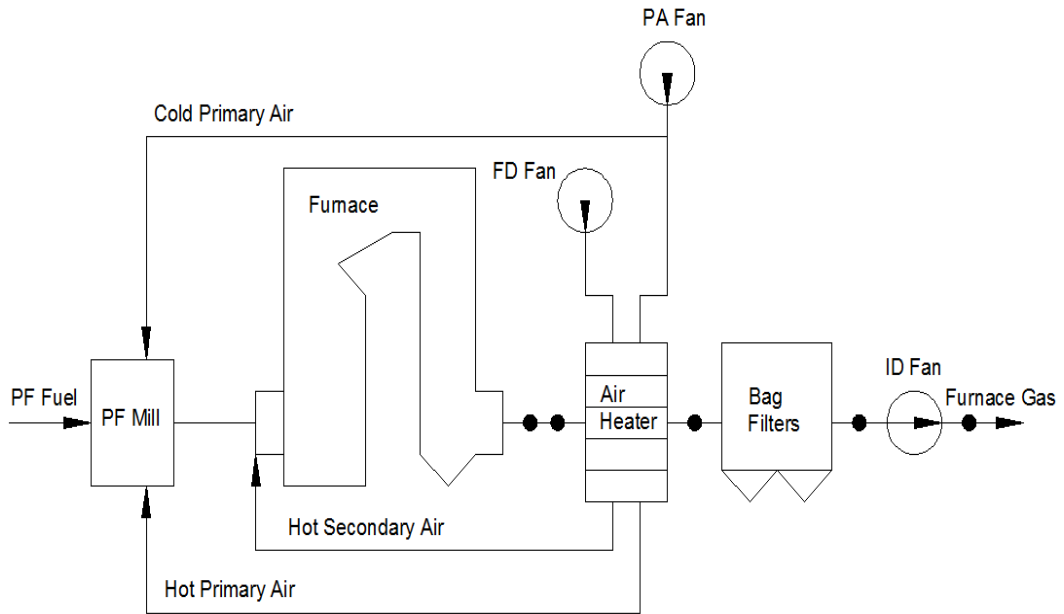 PA Fan
Cold Primary Air
FD Fan
Furnace
PF Fuel
PF Mill
Air
Heater
Bag
Filters
ID Fan
Furnace Gas
Hot Secondary Air
Hot Primary Air